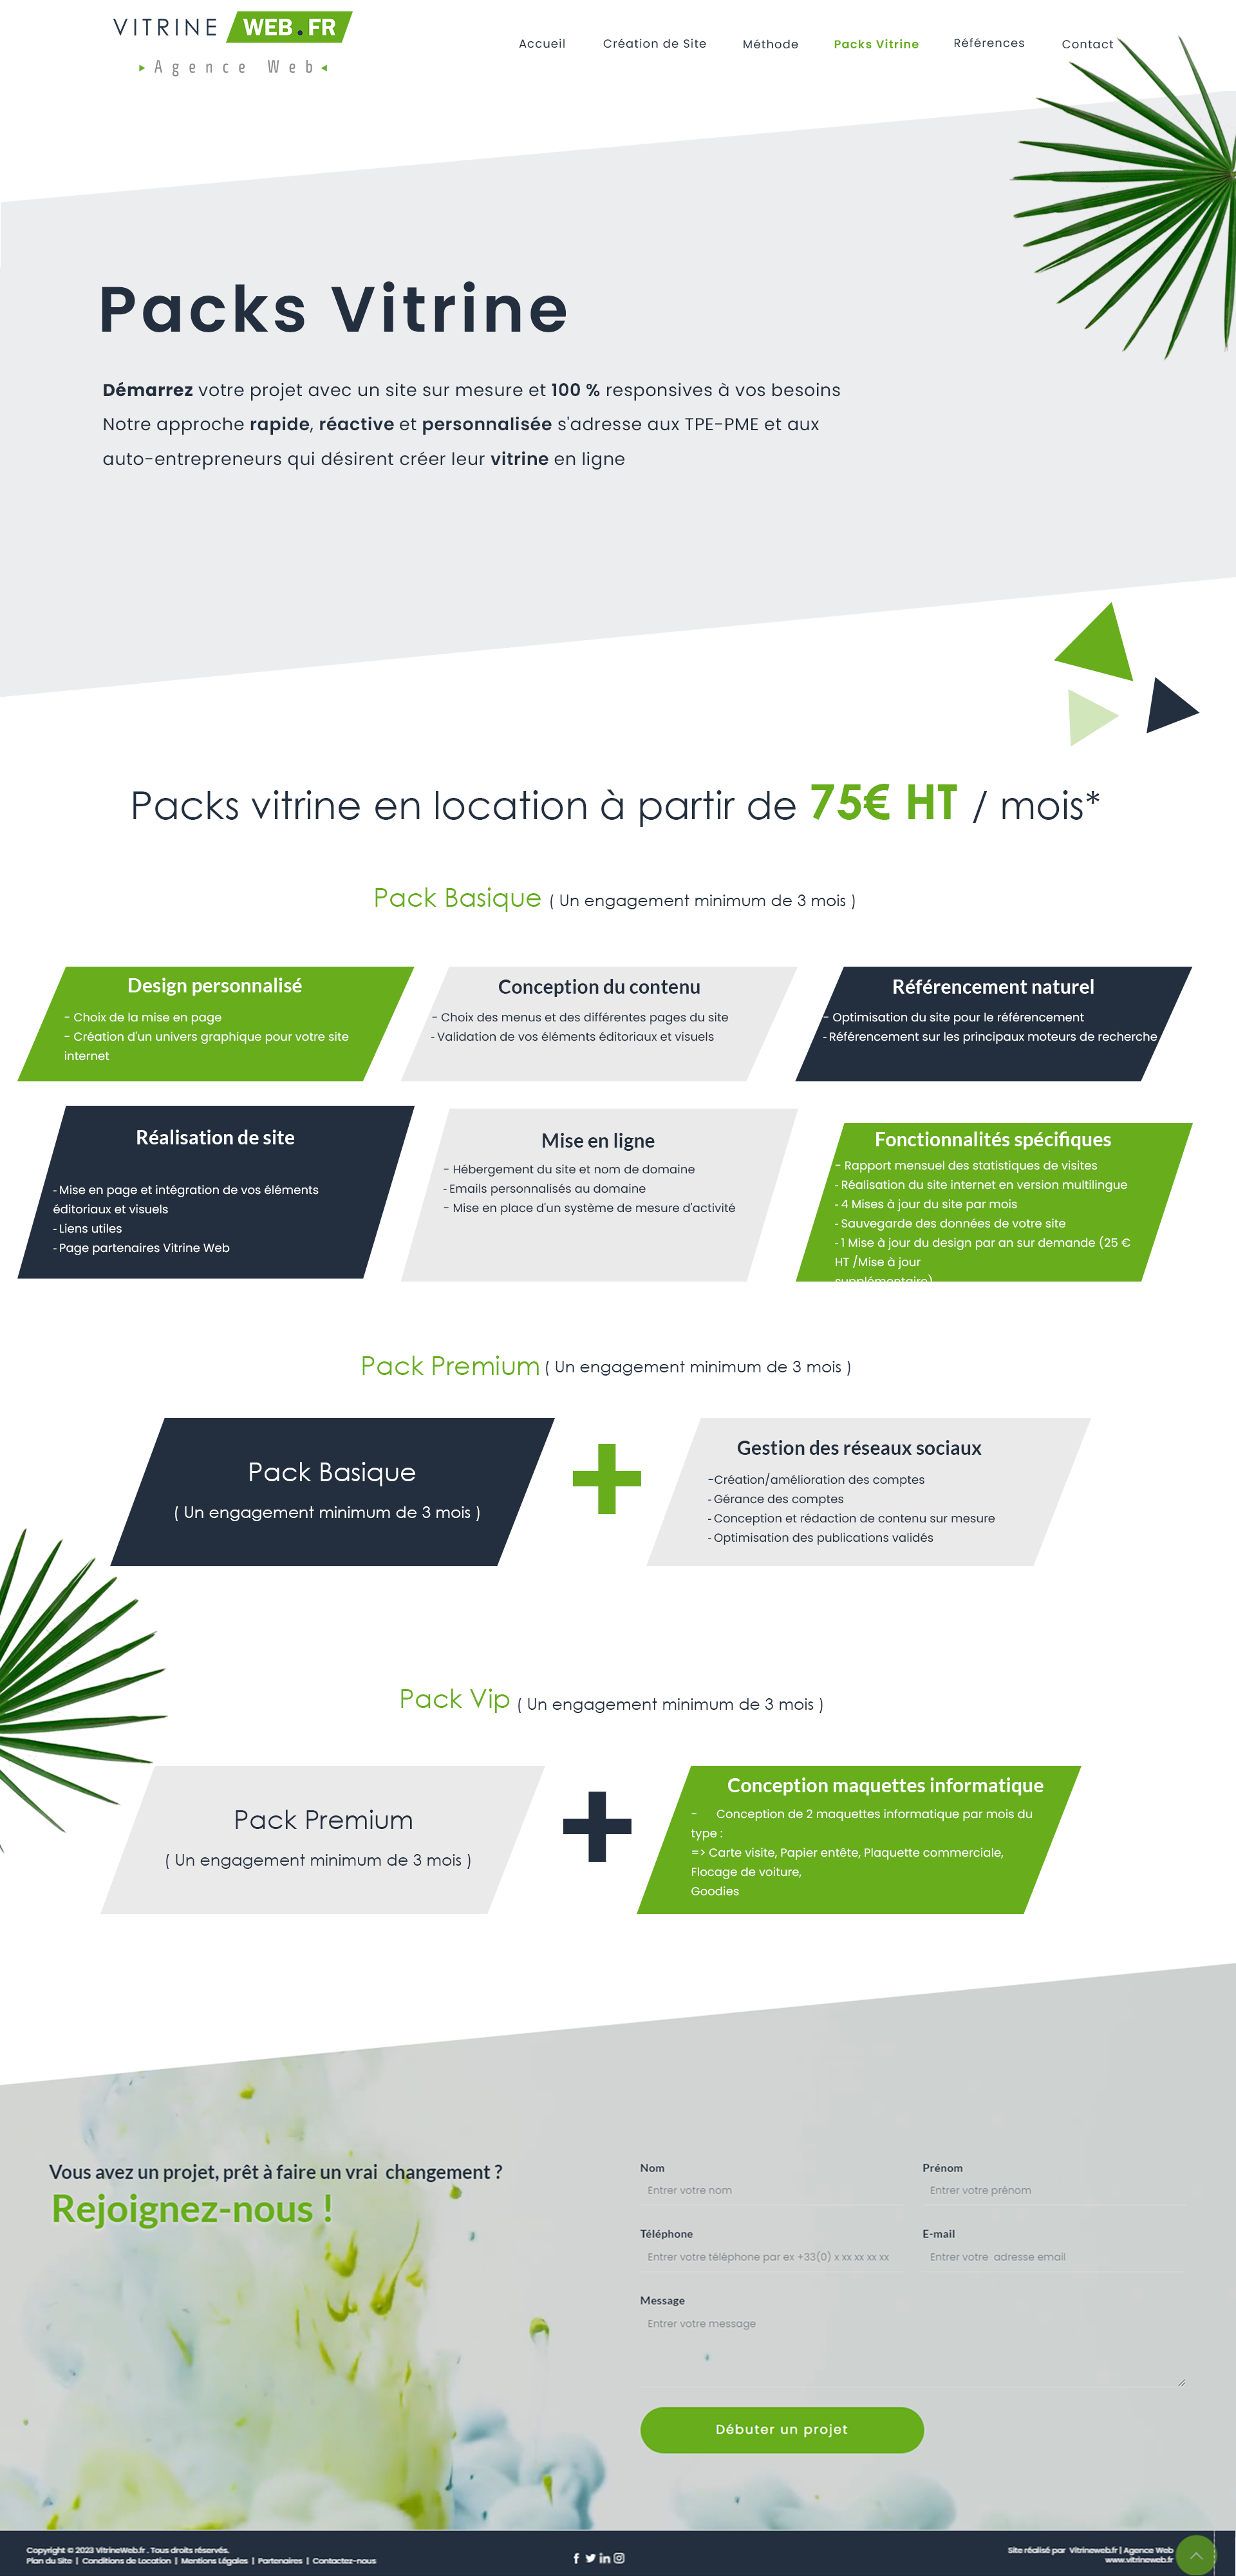 VITRINE WEB.FR
Agence Web
Accueil
Création de Site
Méthode
Packs Vitrine
Références
Contact
Packs Vitrine
Démarrez votre projet avec un site sur mesure et 100 % responsives à vos besoins
Notre approche rapide, réactive et personnalisée s'adresse aux TPE-PME et aux
auto-entrepreneurs qui désirent créer leur vitrine en ligne
Packs vitrine en location à partir de 75€ HT / mois*
Pack Basique ( Un engagement minimum de 3 mois )
Design personnalisé
- Choix de la mise en page
- Création d'un univers graphique pour votre site
internet
Conception du contenu
- Choix des menus et des différentes pages du site
- Validation de vos éléments éditoriaux et visuels
Référencement naturel
- Optimisation du site pour le référencement
- Référencement sur les principaux moteurs de recherche
Réalisation de site
- Mise en page et intégration de vos éléments
éditoriaux et visuels
- Liens utiles
- Page partenaires Vitrine Web
Mise en ligne
- Hébergement du site et nom de domaine
- Emails personnalisés au domaine
- Mise en place d'un système de mesure d'activité
Fonctionnalités spécifiques
- Rapport mensuel des statistiques de visites
- Réalisation du site internet en version multilingue
- 4 Mises à jour du site par mois
- Sauvegarde des données de votre site
- 1 Mise à jour du design par an sur demande (25 €
HT /Mise à jour
supplémentaire)
Pack Premium ( Un engagement minimum de 3 mois )
Pack Basique
( Un engagement minimum de 3 mois )
+
Gestion des réseaux sociaux
-Création/amélioration des comptes
- Gérance des comptes
- Conception et rédaction de contenu sur mesure
- Optimisation des publications validés
Pack Vip ( Un engagement minimum de 3 mois )
Pack Premium
( Un engagement minimum de 3 mois )
+
Conception maquettes informatique
- Conception de 2 maquettes informatique par mois du
type :
=> Carte visite, Papier entête, Plaquette commerciale,
Flocage de voiture,
Goodies
Vous avez un projet, prêt à faire un vrai changement ?
Rejoignez-nous !
Nom
Entrer votre nom
Prénom
Entrer votre prénom
Téléphone
Entrer votre téléphone par ex +33(0) x xx xx xx xx
E-mail
Entrer votre adresse email
Message
Entrer votre message
Débuter un projet
Copyright © 2023 VitrineWeb.fr . Tous droits réservés.
Plan du Site | Conditions de Location | Mentions Légales | Partenaires | Contactez-nous
Site réalisé par Vitrineweb.fr | Agence Web
www.vitrineweb.fr